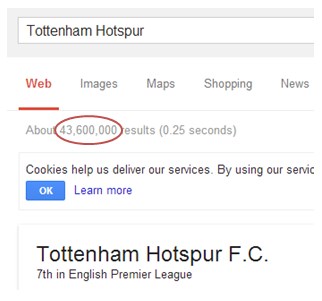 Tottenham Hotspur
Web Images Maps Shopping News
About 43,600,000 results (0.25 seconds)
Cookies help us deliver our services. By using our
OK Learn more
Tottenham Hotspur F.C.
7th in English Premier League